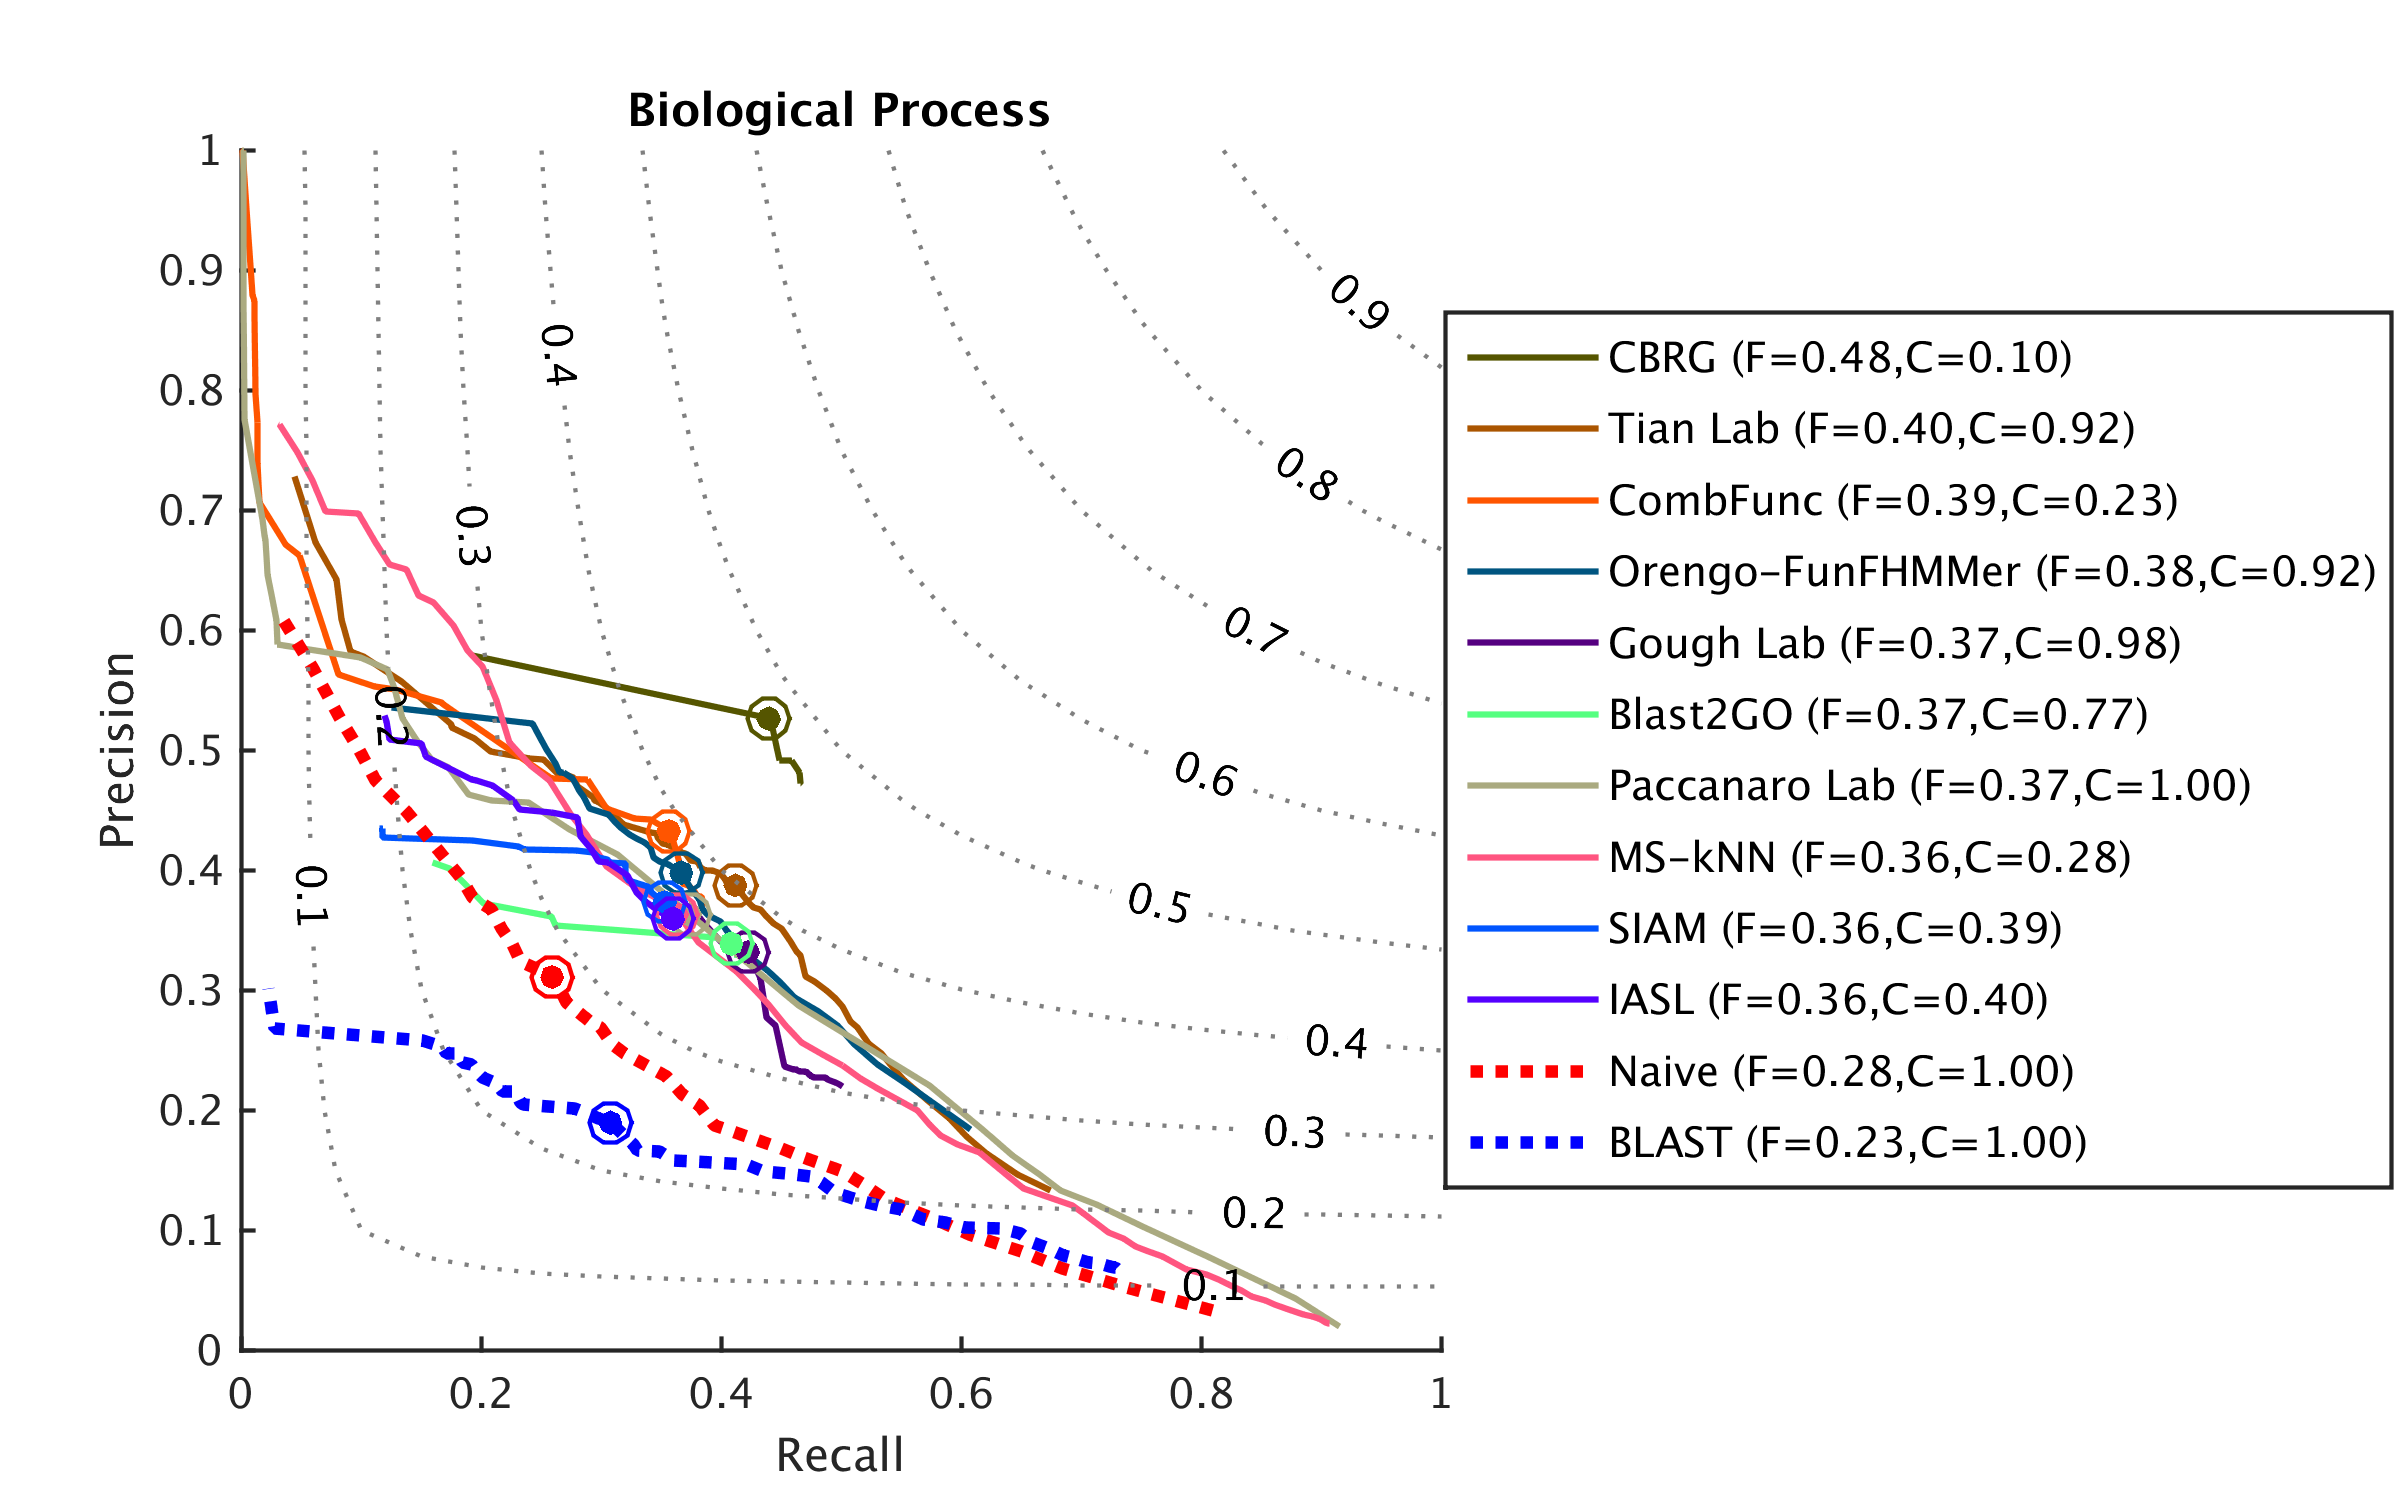 Biological Process
1
0.9
0.8
0.7
0.6
0.5
0.4
0.3
0.2
0.1
0
Precision
0 0.2 0.4 0.6 0.8 1
Recall
0.1
0.2
0.3
0.4
0.9
0.8
0.7
0.6
0.5
0.4
0.3
0.2
0.1
CBRG (F=0.48,C=0.10)
Tian Lab (F=0.40,C=0.92)
CombFunc (F=0.39,C=0.23)
Orengo-FunFHMMer (F=0.38,C=0.92)
Gough Lab (F=0.37,C=0.98)
Blast2GO (F=0.37,C=0.77)
Paccanaro Lab (F=0.37,C=1.00)
MS-kNN (F=0.36,C=0.28)
SIAM (F=0.36,C=0.39)
IASL (F=0.36,C=0.40)
Naive (F=0.28,C=1.00)
BLAST (F=0.23,C=1.00)